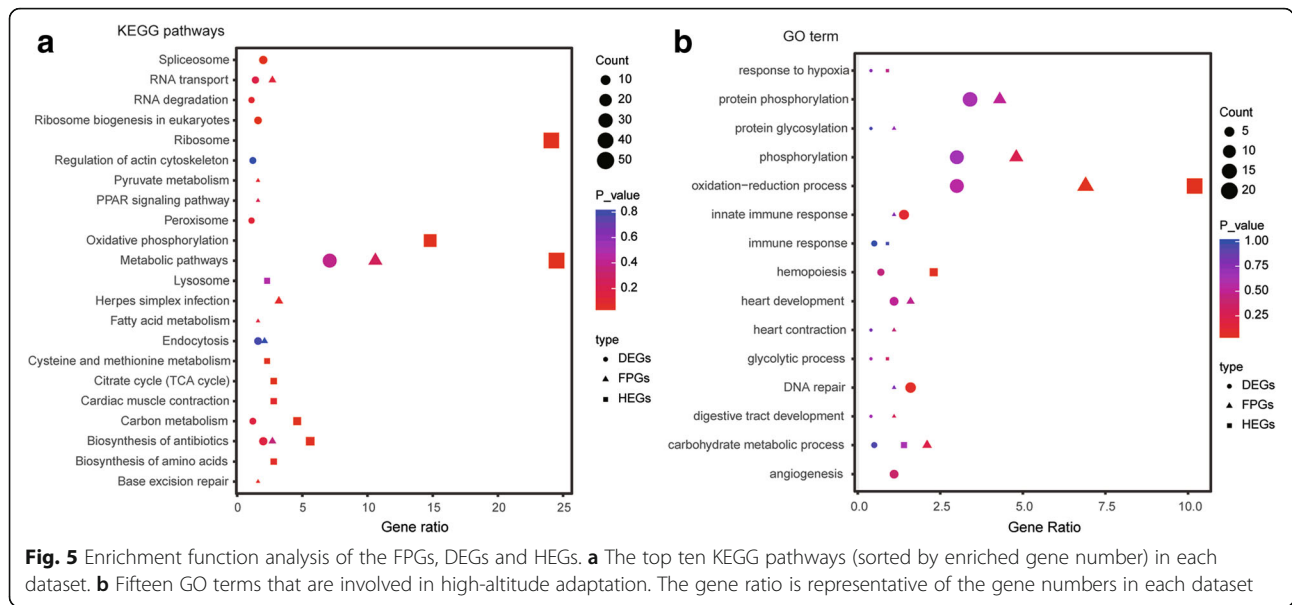 a
KEGG pathways
Spliceosome
RNA transport
RNA degradation
Ribosome biogenesis in eukaryotes
Ribosome
Regulation of actin cytoskeleton
Pyruvate metabolism
PPAR signaling pathway
Peroxisome
Oxidative phosphorylation
Metabolic pathways
Lysosome
Herpes simplex infection
Fatty acid metabolism
Endocytosis
Cysteine and methionine metabolism
Citrate cycle (TCA cycle)
Cardiac muscle contraction
Carbon metabolism
Biosynthesis of antibiotics
Biosynthesis of amino acids
Base excision repair
0 5 10 15 20 25
Gene ratio
Count
10
20
30
40
50
P_value
0.8
0.6
0.4
0.2
type
DEGs
FPGs
HEGs
b
GO term
response to hypoxia
protein phosphorylation
protein glycosylation
phosphorylation
oxidation−reduction process
innate immune response
immune response
hemopoiesis
heart development
heart contraction
glycolytic process
DNA repair
digestive tract development
carbohydrate metabolic process
angiogenesis
0.0 2.5 5.0 7.5 10.0
Gene Ratio
Count
5
10
15
20
P_value
1.00
0.75
0.50
0.25
type
DEGs
FPGs
HEGs
Fig. 5 Enrichment function analysis of the FPGs, DEGs and HEGs. a The top ten KEGG pathways (sorted by enriched gene number) in each
dataset. b Fifteen GO terms that are involved in high-altitude adaptation. The gene ratio is representative of the gene numbers in each dataset